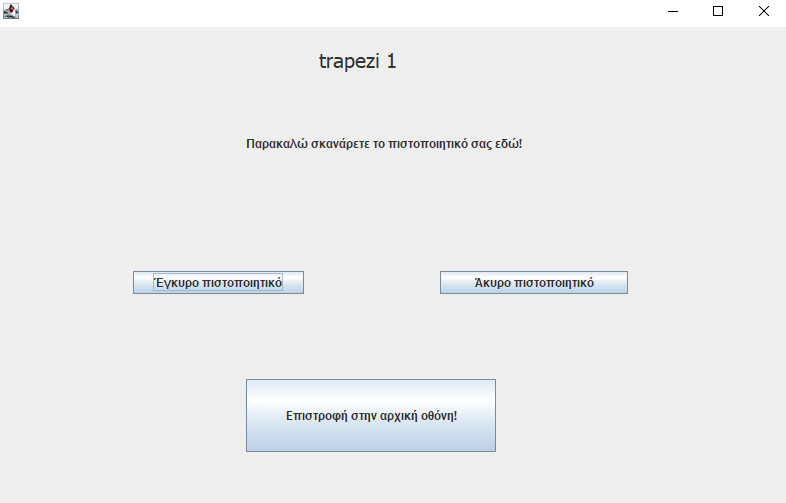 trapezi 1
Παρακαλώ σκανάρετε το πιστοποιητικό σας εδώ!
Έγκυρο πιστοποιητικό
Άκυρο πιστοποιητικό
Επιστροφή στην αρχική οθόνη!